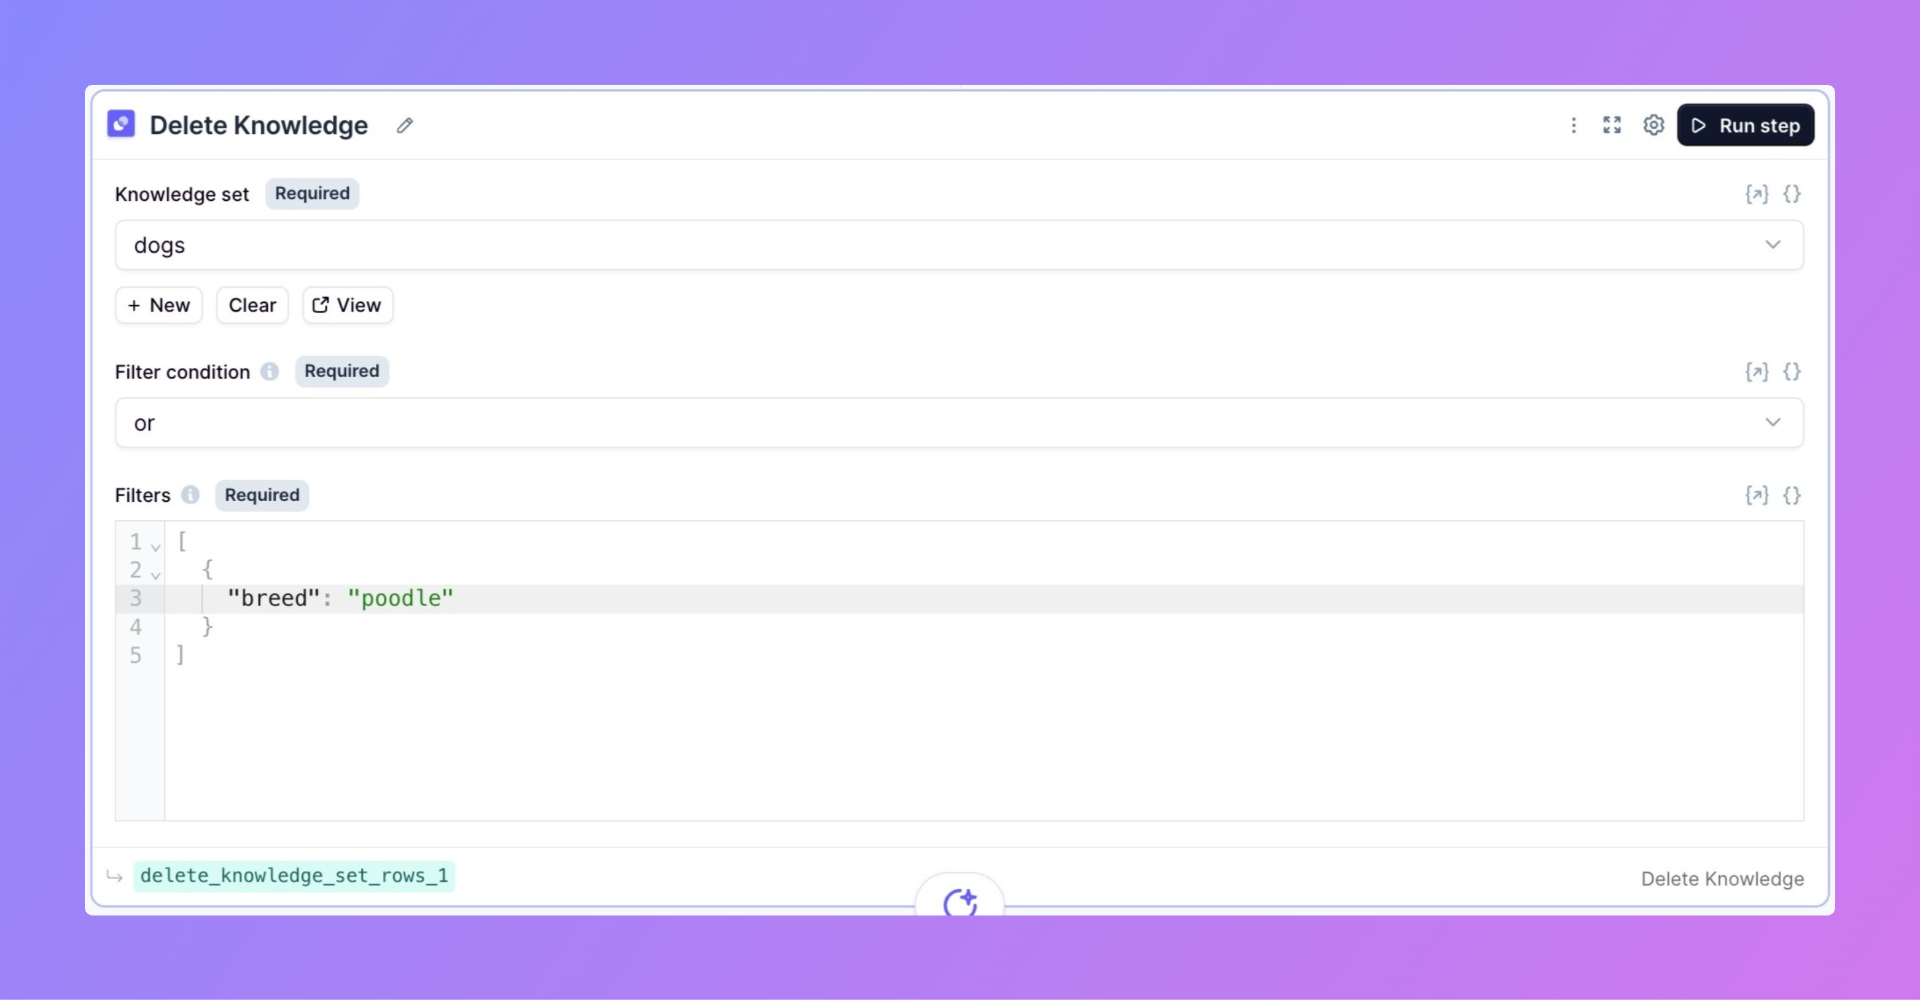 Delete Knowledge
Run step
Knowledge set Required
dogs
+ New Clear View
Filter condition Required
or
Filters Required
1 [
2 {
3 "breed": "poodle"
4 }
5 ]
delete_knowledge_set_rows_1
Delete Knowledge